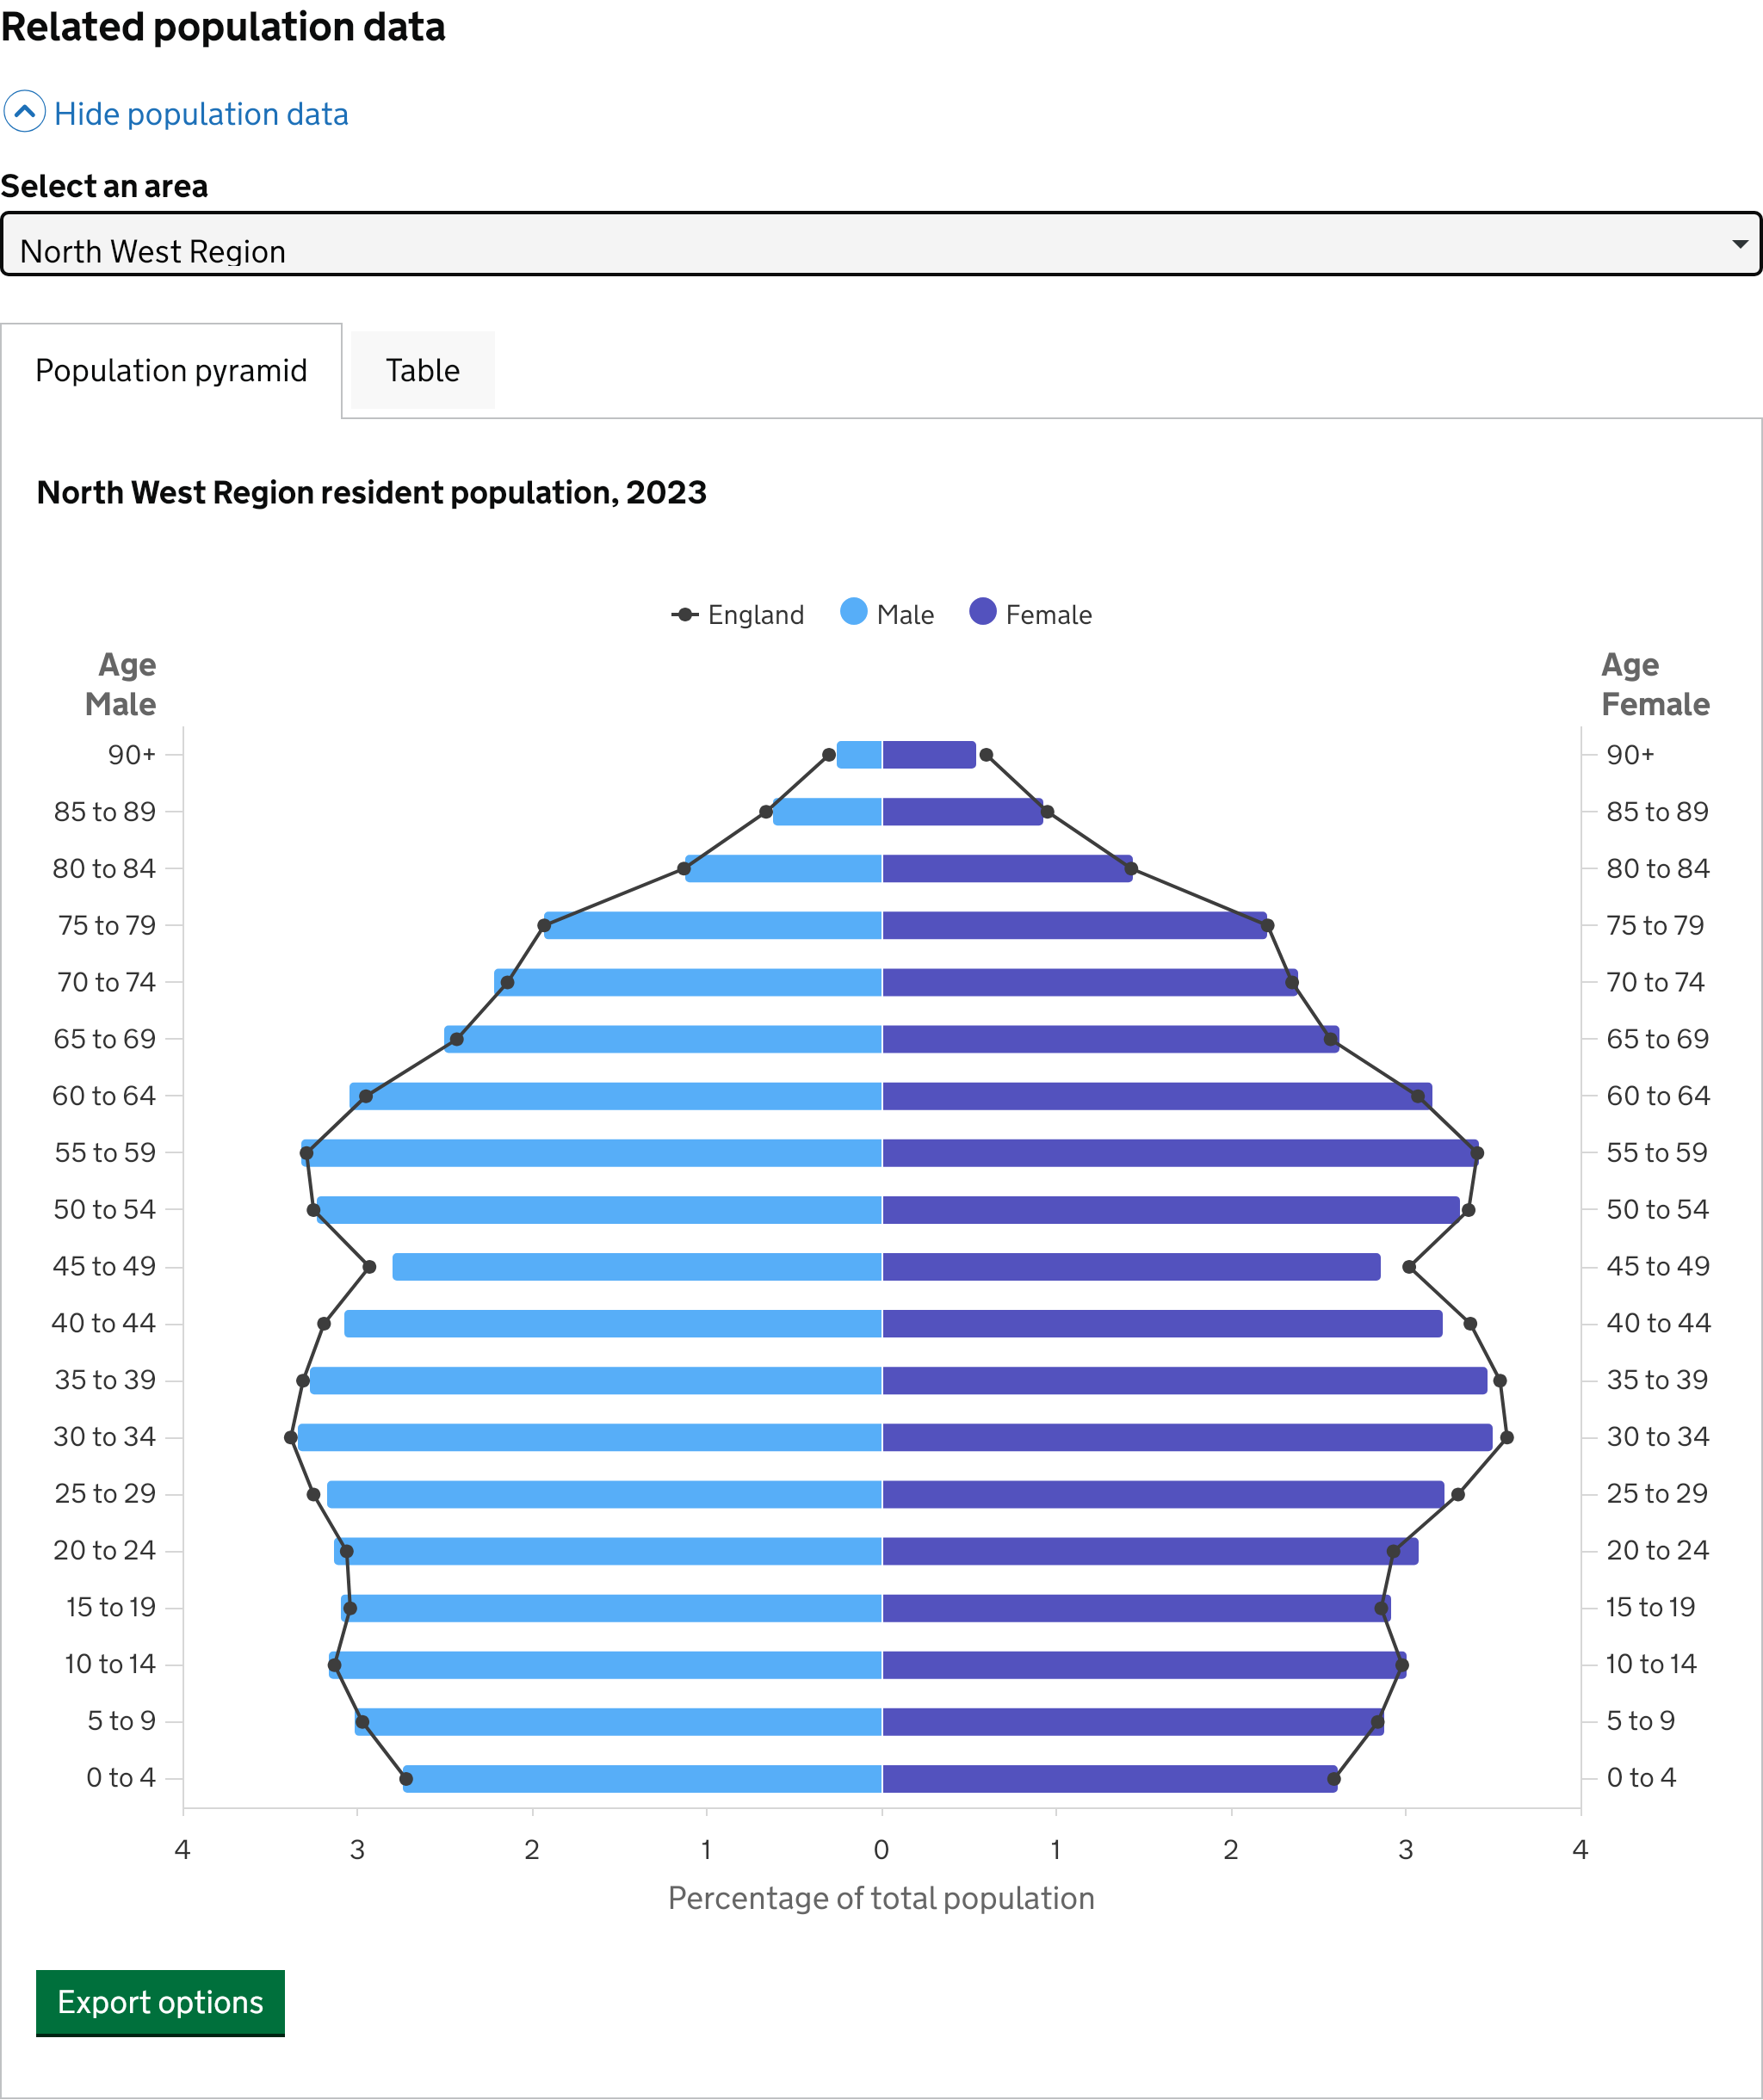 Related population data
Hide population data
Select an area
North West Region
Population pyramid Table
North West Region resident population, 2023
England Male Female
Age Age
Male Female
90+ 90+
85 to 89 85 to 89
80 to 84 80 to 84
75 to 79 75 to 79
70 to 74 70 to 74
65 to 69 65 to 69
60 to 64 60 to 64
55 to 59 55 to 59
50 to 54 50 to 54
45 to 49 45 to 49
40 to 44 40 to 44
35 to 39 35 to 39
30 to 34 30 to 34
25 to 29 25 to 29
20 to 24 20 to 24
15 to 19 15 to 19
10 to 14 10 to 14
5 to 9 5 to 9
0 to 4 0 to 4
4 3 2 1 0 1 2 3 4
Percentage of total population
Export options